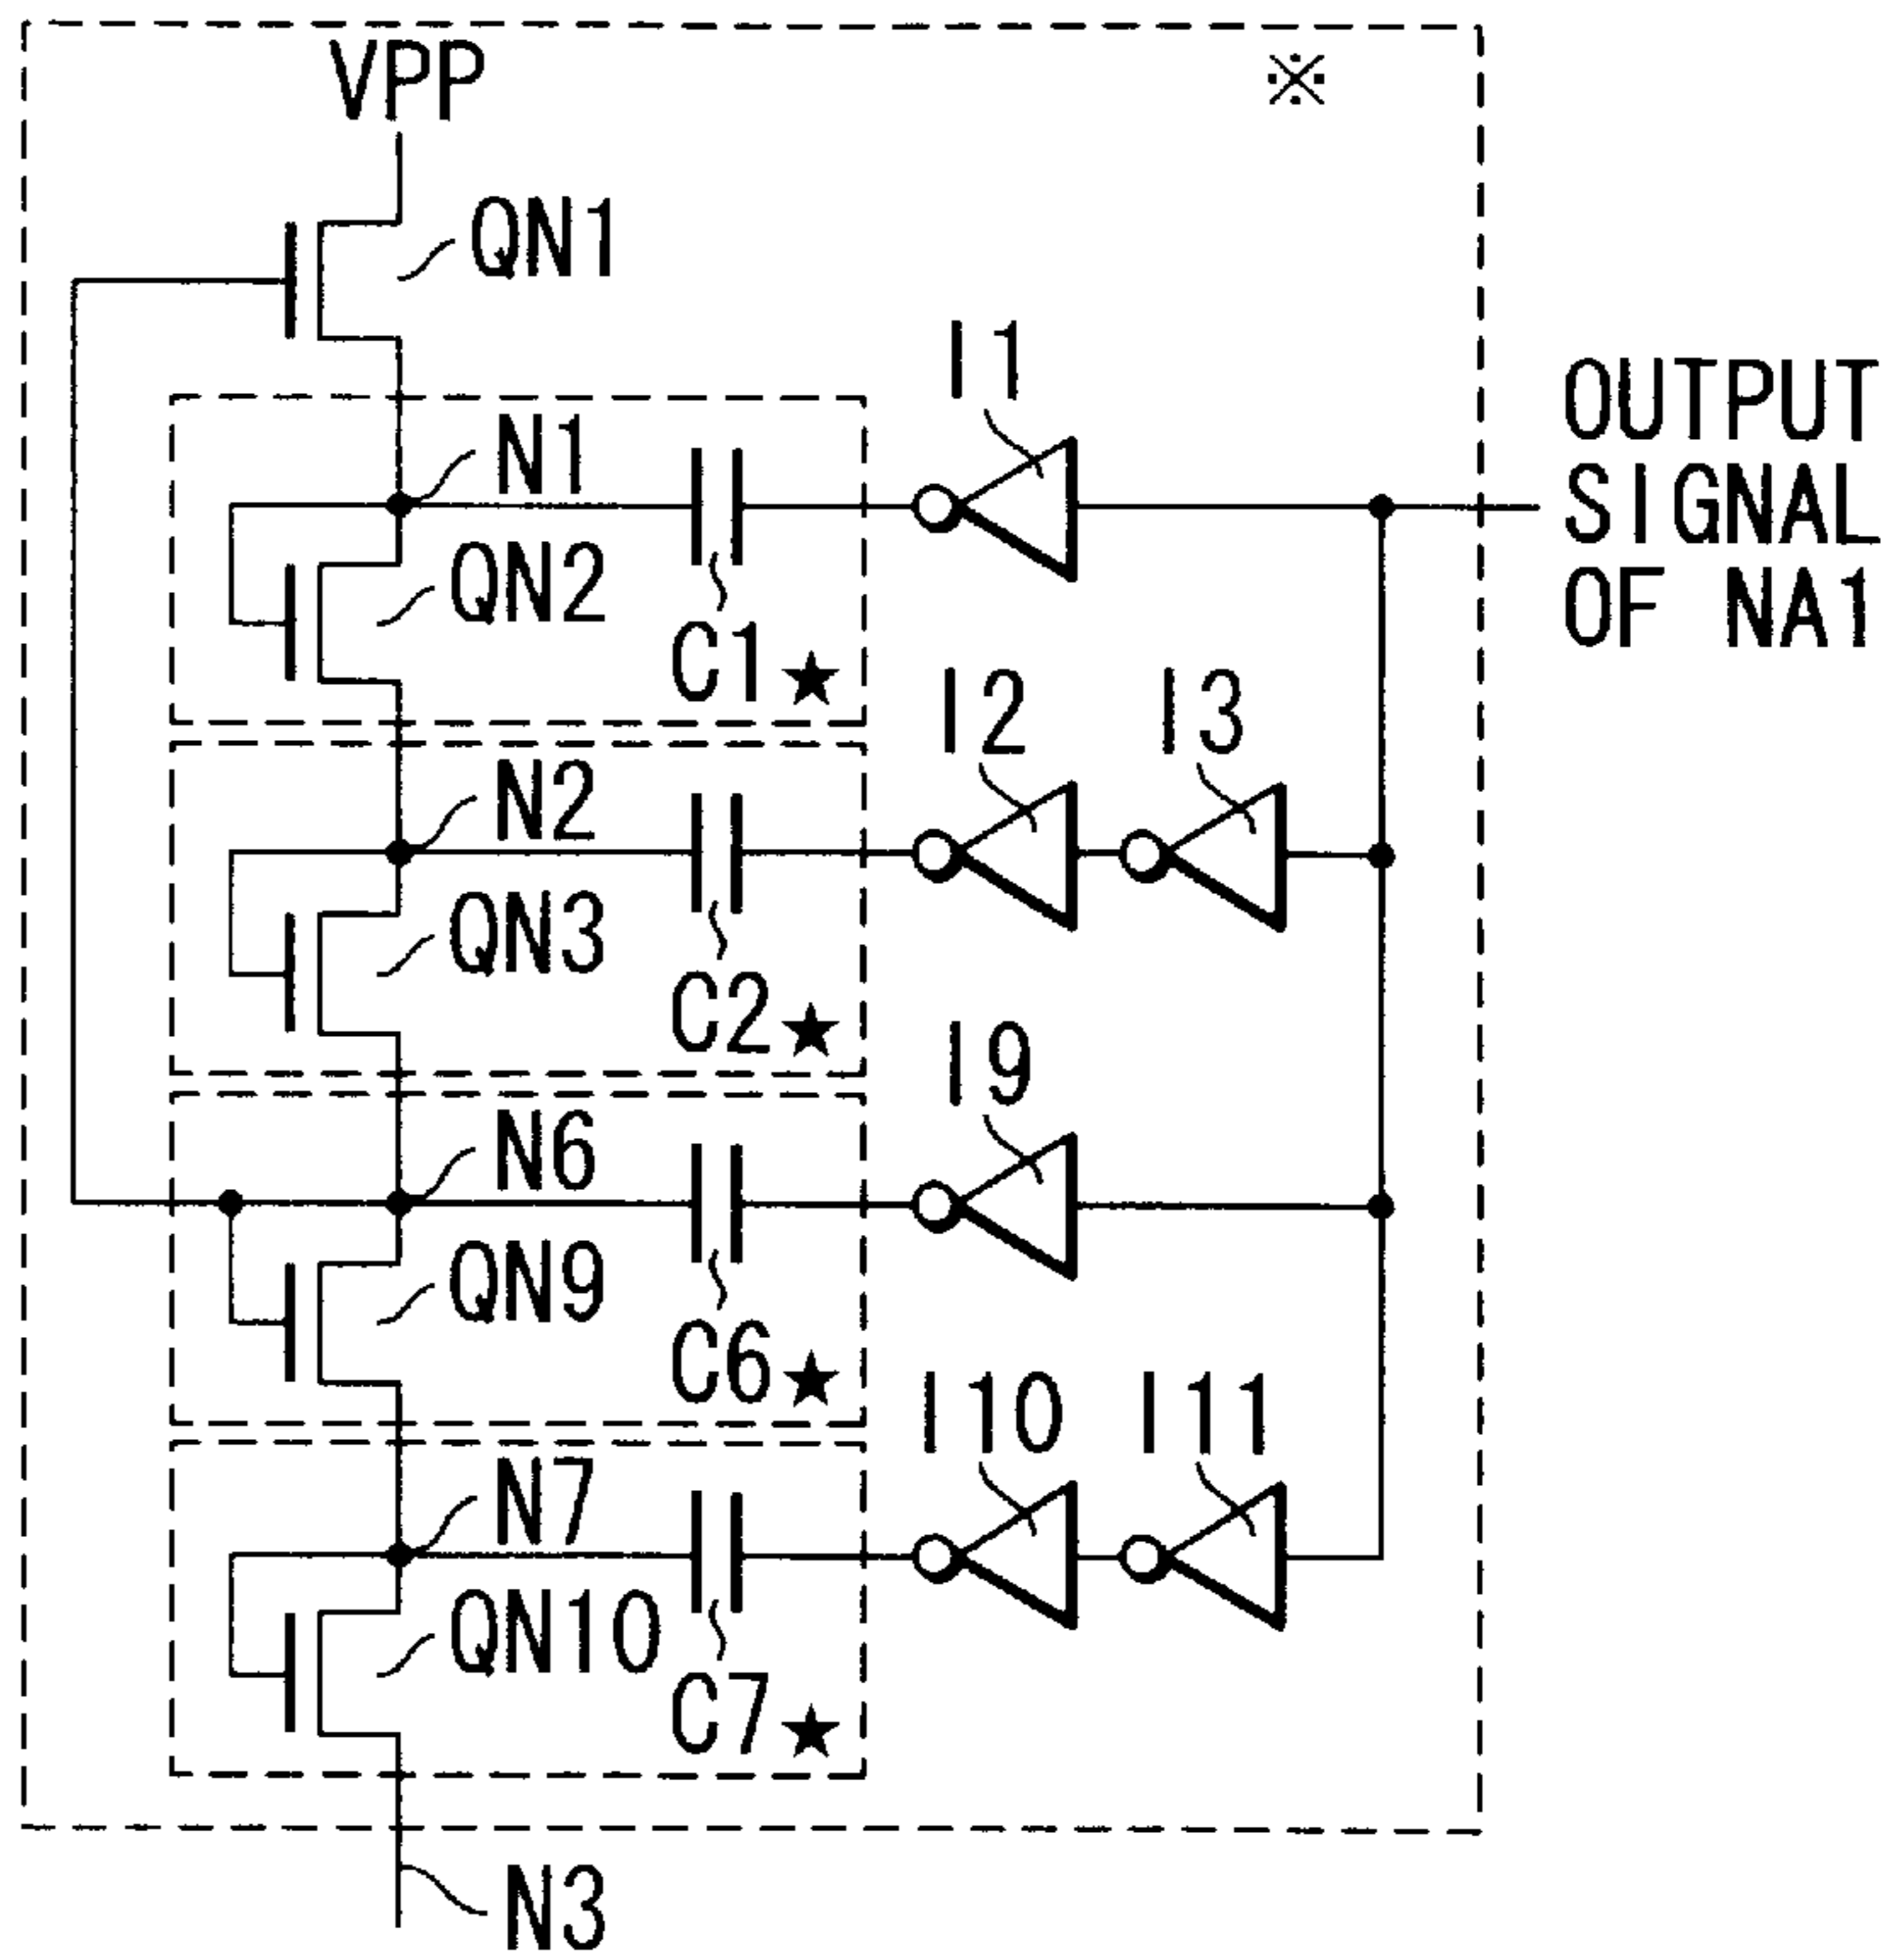 VPP
※
QN1
I1
OUTPUT
SIGNAL
OF NA1
N1
QN2
C1★
I2
I3
N2
QN3
C2★
I9
N6
QN9
C6★
I10
I11
N7
QN10
C7★
N3